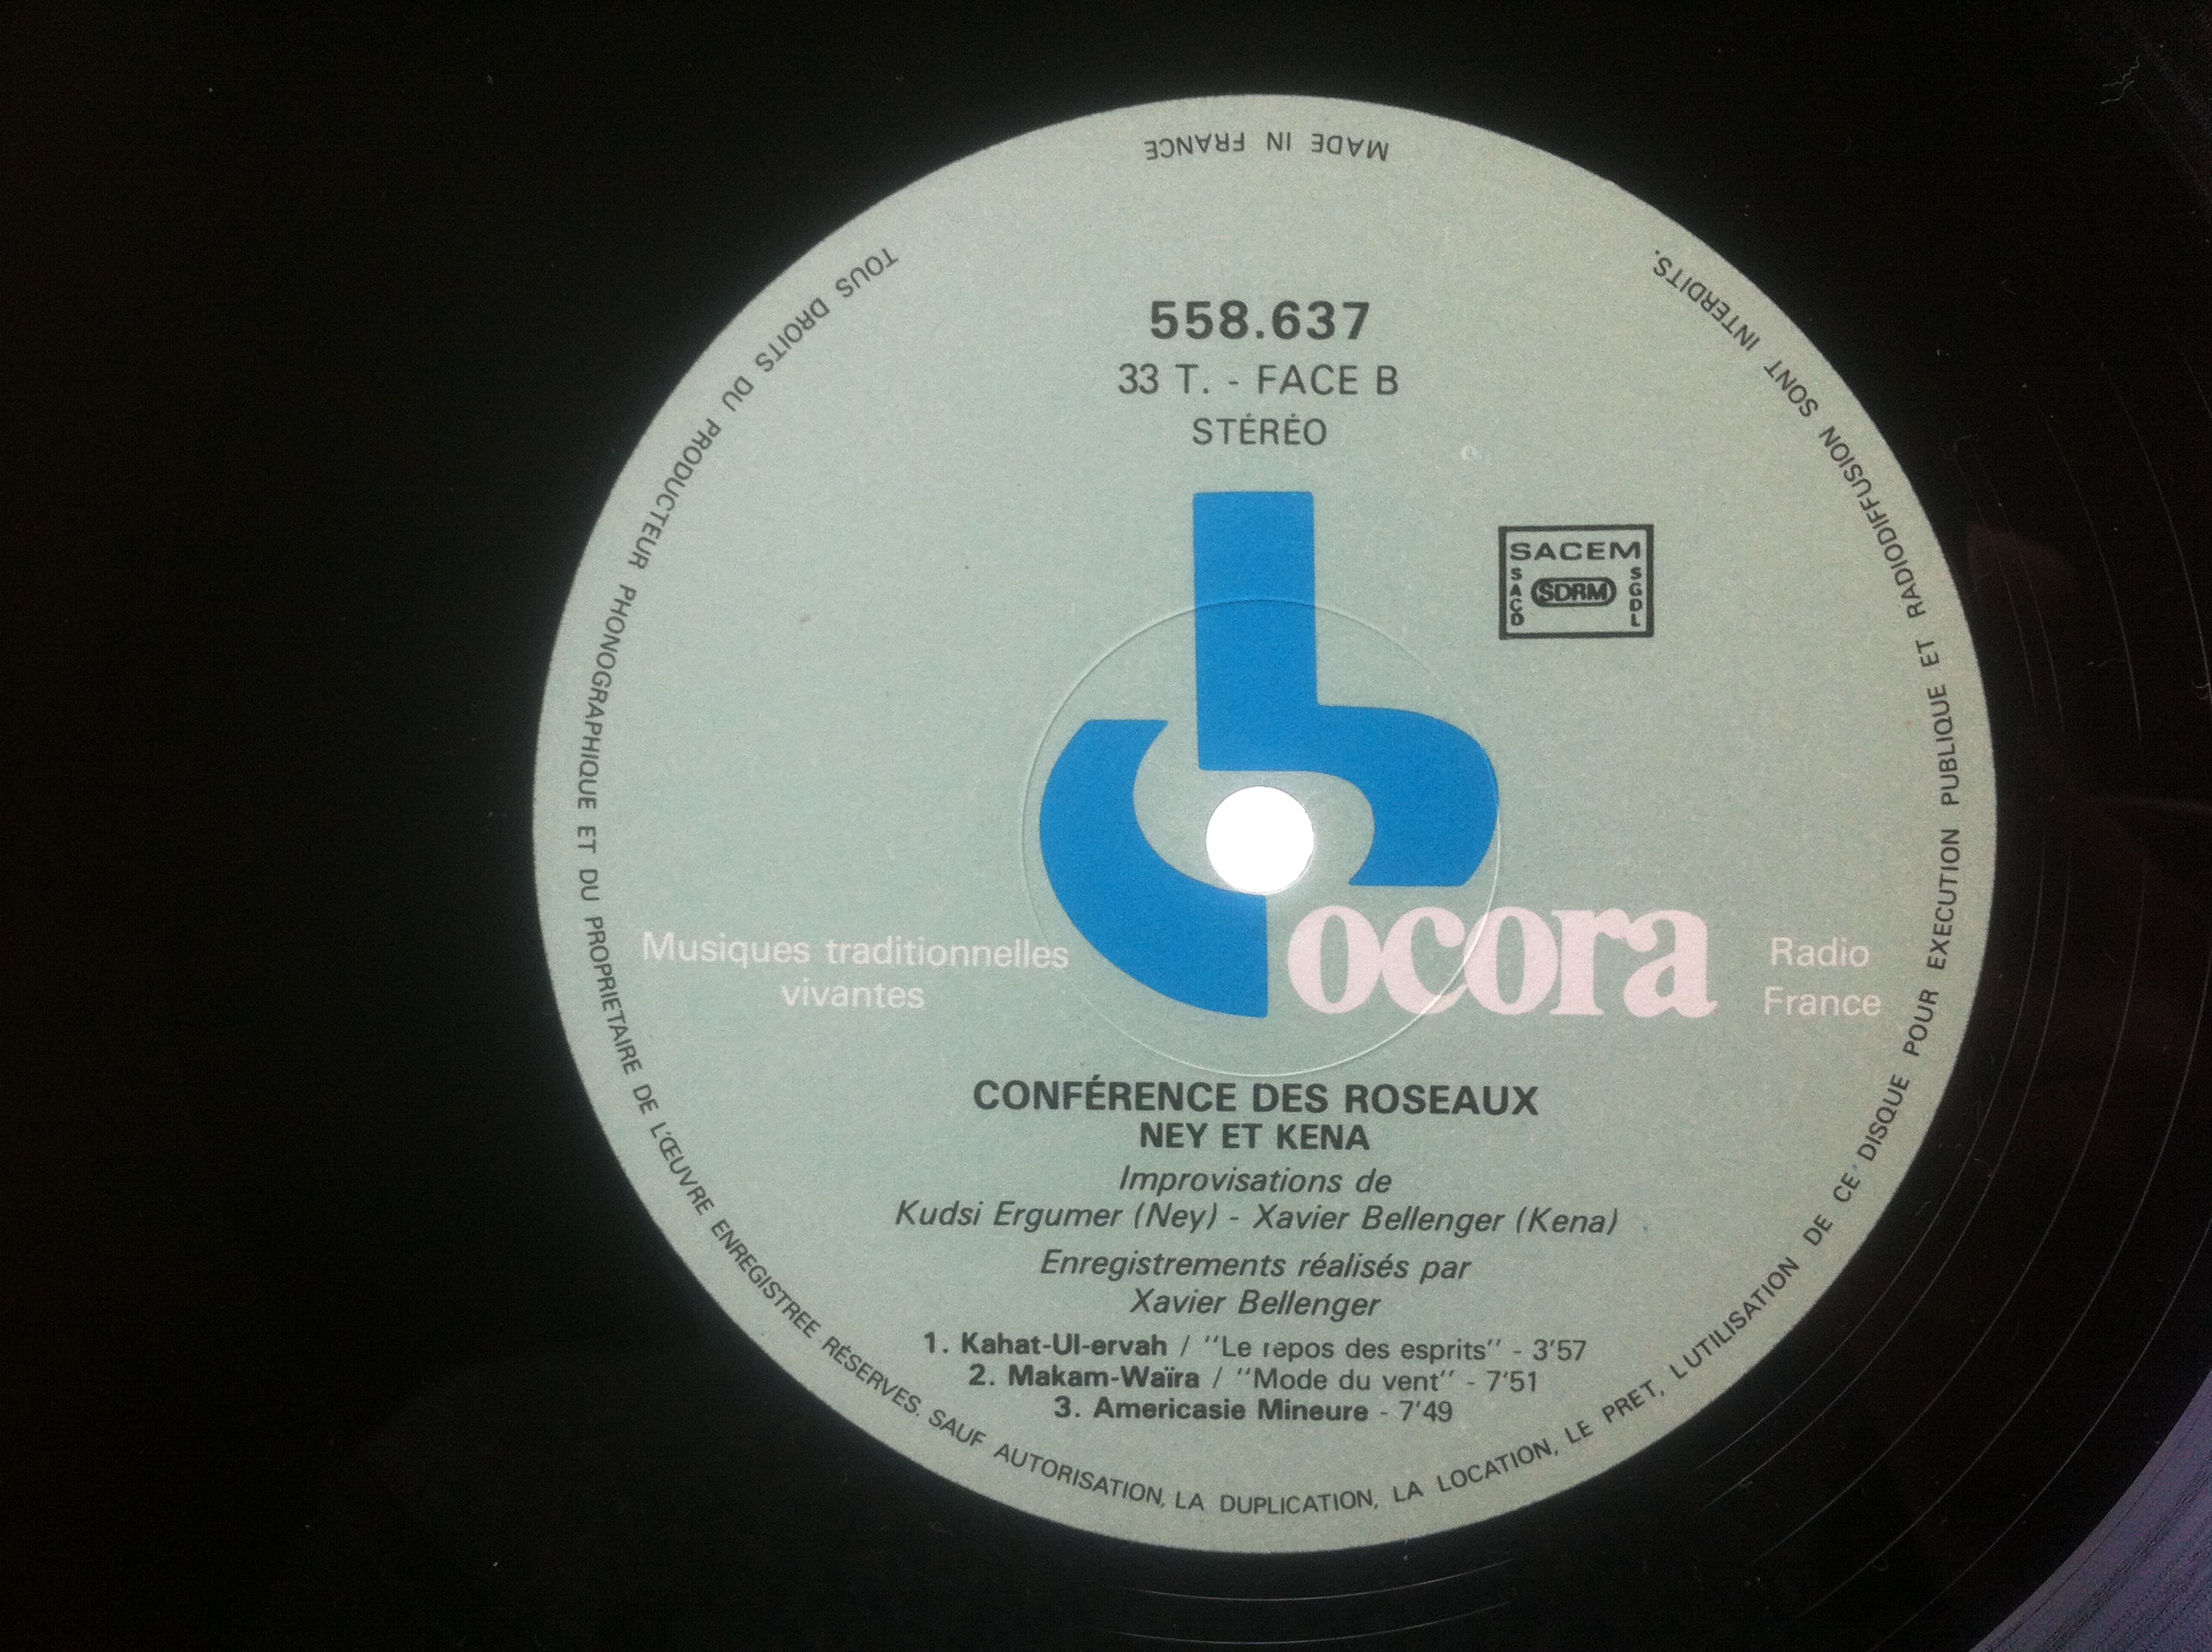 MADE IN FRANCE
558.637
33 T. - FACE B
STÉRÉO
SACEM
SACD
SDRM
SGDL
Musiques traditionnelles
vivantes
ocora
Radio
France
CONFÉRENCE DES ROSEAUX
NEY ET KENA
Improvisations de
Kudsi Ergumer (Ney) - Xavier Bellenger (Kena)
Enregistrements réalisés par
Xavier Bellenger
1. Kahat-Ul-ervah / "Le repos des esprits" - 3'57
2. Makam-Waïra / "Mode du vent" - 7'51
3. Americasie Mineure - 7'49
TOUS DROITS DU PRODUCTEUR PHONOGRAPHIQUE ET DU PROPRIETAIRE DE L'ŒUVRE ENREGISTREE RÉSERVES. SAUF AUTORISATION, LA DUPLICATION, LA LOCATION, LE PRET, L'UTILISATION DE CE DISQUE POUR EXECUTION PUBLIQUE ET RADIODIFFUSION SONT INTERDITS.